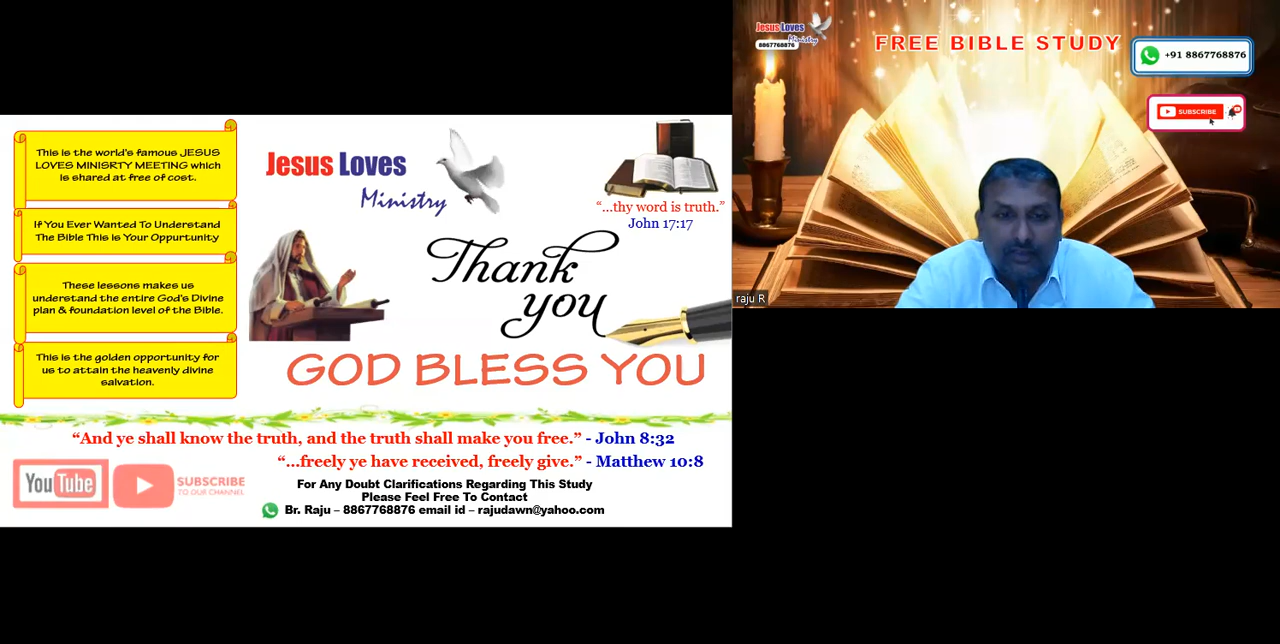 This is the world's famous JESUS
LOVES MINISRTY MEETING which
is shared at free of cost.
If You Ever Wanted To Understand
The Bible This is Your Oppurtunity
These lessons makes us
understand the entire God's Divine
plan & foundation level of the Bible.
This is the golden opportunity for
us to attain the heavenly divine
salvation.
Jesus Loves
Ministry
"...thy word is truth."
John 17:17
Thank
you
GOD BLESS YOU
"And ye shall know the truth, and the truth shall make you free." - John 8:32
"...freely ye have received, freely give." - Matthew 10:8
YouTube
SUBSCRIBE
TO OUR CHANNEL
For Any Doubt Clarifications Regarding This Study
Please Feel Free To Contact
Br. Raju – 8867768876 email id – rajudawn@yahoo.com
Jesus Loves
Ministry
8867768876
FREE BIBLE STUDY
+91 8867768876
SUBSCRIBE
raju R